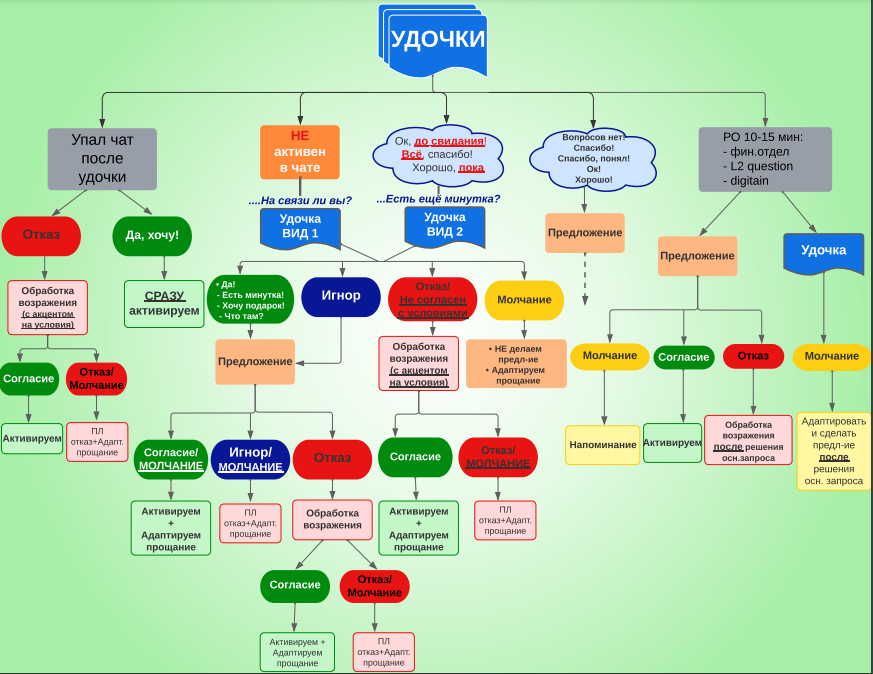 УДОЧКИ
Упал чат
после
удочки
НЕ
активен
в чате
Ок, до свидания!
Всё, спасибо!
Хорошо, пока
Вопросов нет!
Спасибо!
Спасибо, понял!
Ок!
Хорошо!
РО 10-15 мин:
- фин.отдел
- L2 question
- digitain
....На связи ли вы?
...Есть ещё минутка?
Удочка
ВИД 1
Удочка
ВИД 2
Предложение
Предложение
Удочка
Отказ
Да, хочу!
Обработка
возражения
(с акцентом
на условия)
СРАЗУ
активируем
• Да!
- Есть минутка!
- Хочу подарок!
- Что там?
Игнор
Отказ/
Не согласен
с условиями
Молчание
Предложение
Обработка
возражения
(с акцентом
на условия)
• НЕ делаем
предл-ие
• Адаптируем
прощание
Молчание
Согласие
Отказ
Молчание
Согласие
Отказ/
Молчание
Активируем
ПЛ
отказ+Адапт.
прощание
Согласие/
МОЛЧАНИЕ
Игнор/
МОЛЧАНИЕ
Отказ
Согласие
Отказ/
МОЛЧАНИЕ
Напоминание
Активируем
Обработка
возражения
после решения
осн.запроса
Адаптировать
и сделать
предл-ие
после
решения
осн. запроса
Активируем
+
Адаптируем
прощание
ПЛ
отказ+Адапт.
прощание
Обработка
возражения
Активируем
+
Адаптируем
прощание
ПЛ
отказ+Адапт.
прощание
Согласие
Отказ/
Молчание
Активируем +
Адаптируем
прощание
ПЛ
отказ+Адапт.
прощание